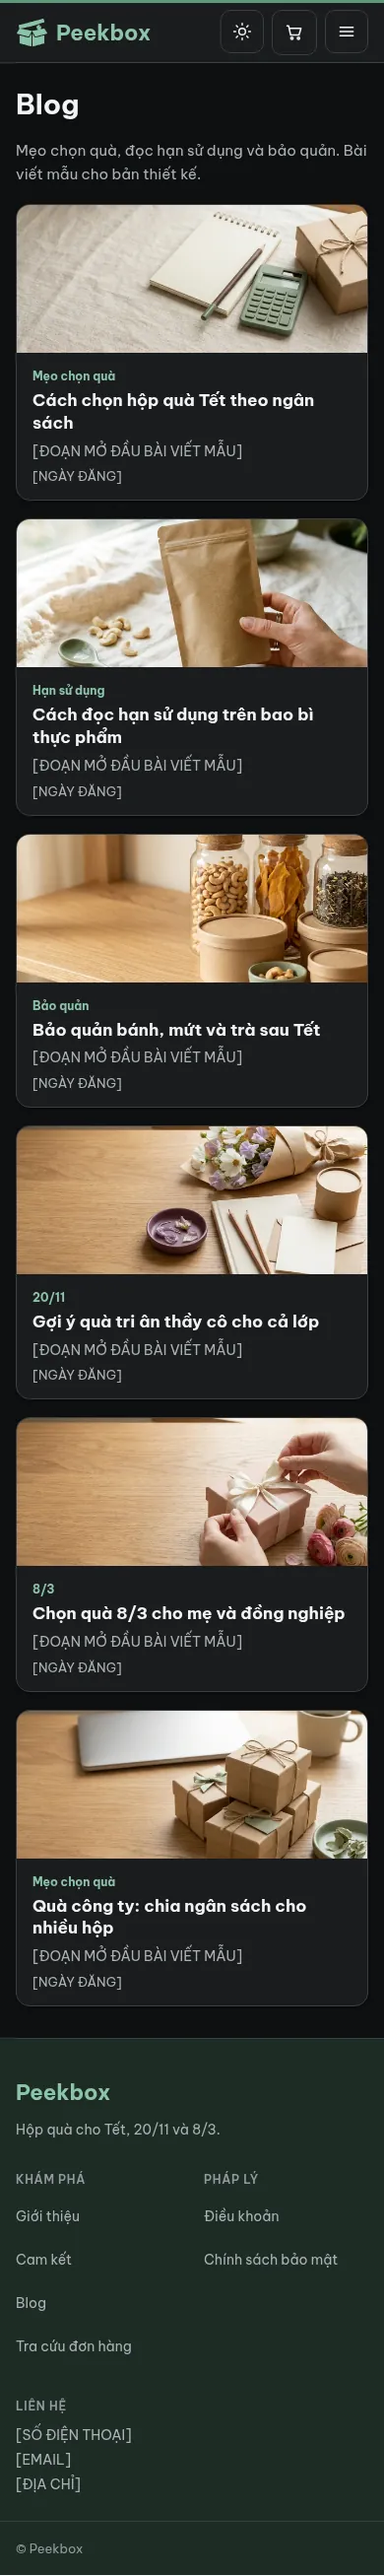 Peekbox
Blog
Mẹo chọn quà, đọc hạn sử dụng và bảo quản. Bài
viết mẫu cho bản thiết kế.
Mẹo chọn quà
Cách chọn hộp quà Tết theo ngân
sách
[ĐOẠN MỞ ĐẦU BÀI VIẾT MẪU]
[NGÀY ĐĂNG]
Hạn sử dụng
Cách đọc hạn sử dụng trên bao bì
thực phẩm
[ĐOẠN MỞ ĐẦU BÀI VIẾT MẪU]
[NGÀY ĐĂNG]
Bảo quản
Bảo quản bánh, mứt và trà sau Tết
[ĐOẠN MỞ ĐẦU BÀI VIẾT MẪU]
[NGÀY ĐĂNG]
20/11
Gợi ý quà tri ân thầy cô cho cả lớp
[ĐOẠN MỞ ĐẦU BÀI VIẾT MẪU]
[NGÀY ĐĂNG]
8/3
Chọn quà 8/3 cho mẹ và đồng nghiệp
[ĐOẠN MỞ ĐẦU BÀI VIẾT MẪU]
[NGÀY ĐĂNG]
Mẹo chọn quà
Quà công ty: chia ngân sách cho
nhiều hộp
[ĐOẠN MỞ ĐẦU BÀI VIẾT MẪU]
[NGÀY ĐĂNG]
Peekbox
Hộp quà cho Tết, 20/11 và 8/3.
KHÁM PHÁ
Giới thiệu
Cam kết
Blog
Tra cứu đơn hàng
PHÁP LÝ
Điều khoản
Chính sách bảo mật
LIÊN HỆ
[SỐ ĐIỆN THOẠI]
[EMAIL]
[ĐỊA CHỈ]
© Peekbox